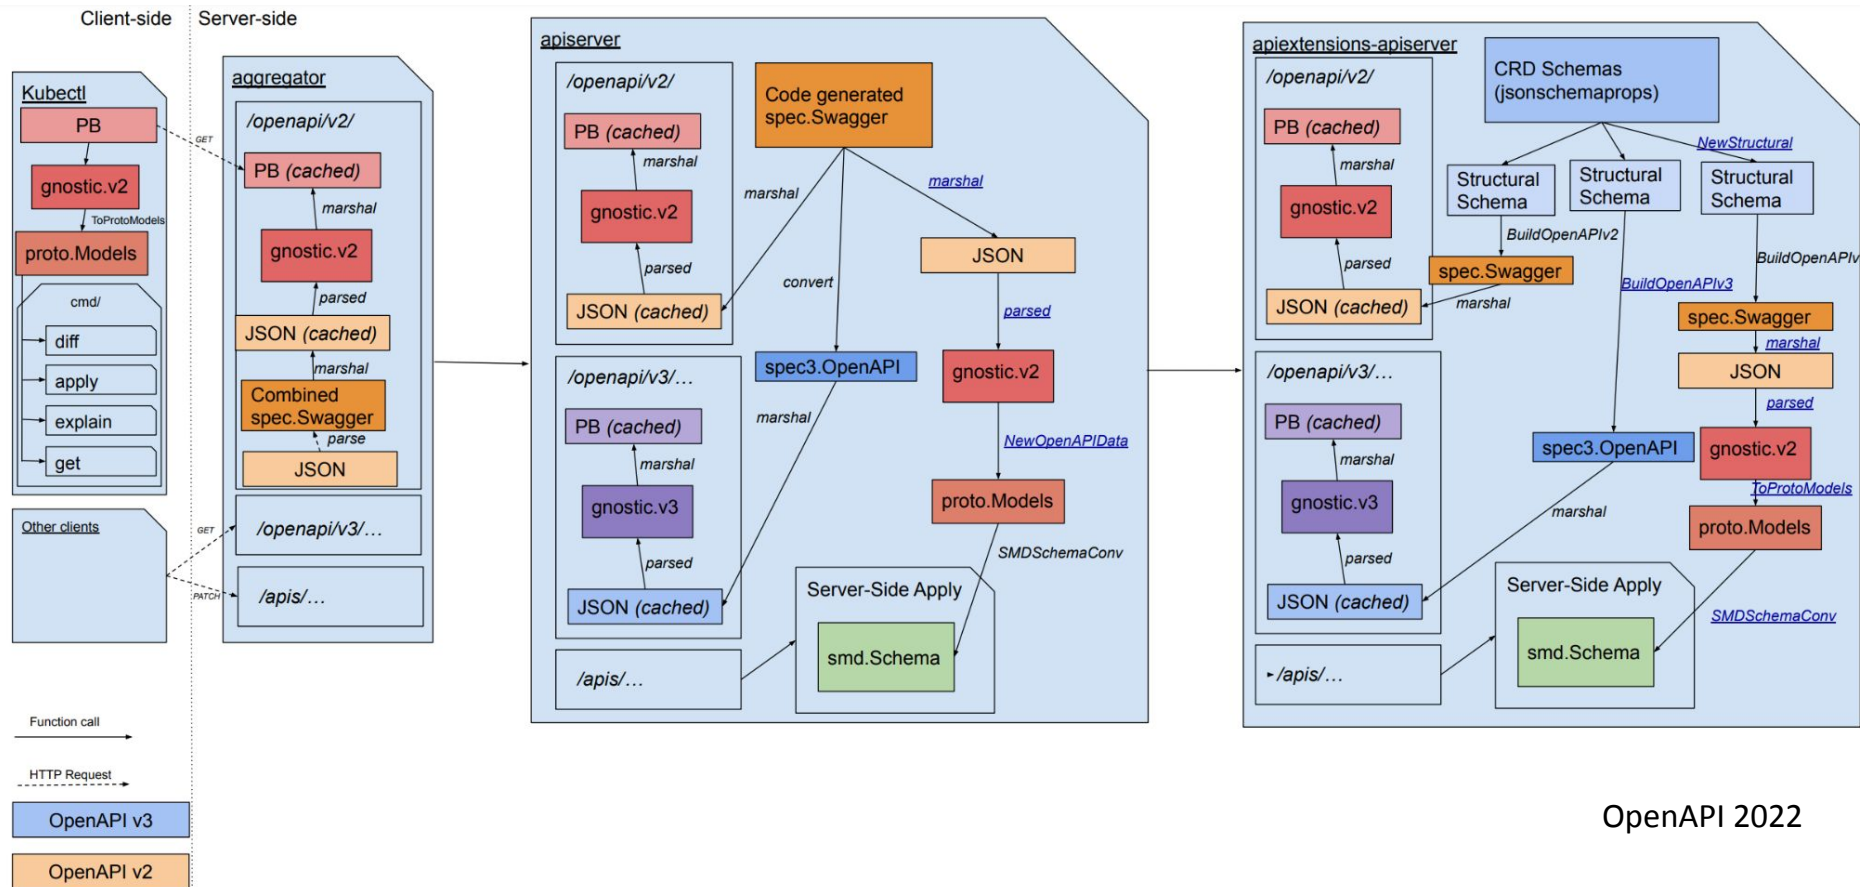 Client-side
Server-side
Kubectl
PB
gnostic.v2
ToProtoModels
proto.Models
cmd/
diff
apply
explain
get
Other clients
GET
GET
PATCH
aggregator
/openapi/v2/
PB (cached)
marshal
gnostic.v2
parsed
JSON (cached)
marshal
Combined
spec.Swagger
parse
JSON
/openapi/v3/…
/apis/…
apiserver
/openapi/v2/
PB (cached)
marshal
gnostic.v2
parsed
JSON (cached)
/openapi/v3/…
PB (cached)
marshal
gnostic.v3
parsed
JSON (cached)
/apis/…
Code generated
spec.Swagger
marshal
convert
marshal
JSON
parsed
spec3.OpenAPI
marshal
gnostic.v2
NewOpenAPIData
proto.Models
SMDSchemaConv
Server-Side Apply
smd.Schema
apiextensions-apiserver
/openapi/v2/
PB (cached)
marshal
gnostic.v2
parsed
JSON (cached)
/openapi/v3/…
PB (cached)
marshal
gnostic.v3
parsed
JSON (cached)
/apis/…
CRD Schemas
(jsonschemaprops)
NewStructural
Structural
Schema
Structural
Schema
Structural
Schema
BuildOpenAPIv2
spec.Swagger
marshal
BuildOpenAPIv3
spec3.OpenAPI
marshal
BuildOpenAPIv
spec.Swagger
marshal
JSON
parsed
gnostic.v2
ToProtoModels
proto.Models
SMDSchemaConv
Server-Side Apply
smd.Schema
Function call
HTTP Request
OpenAPI v3
OpenAPI v2
OpenAPI 2022